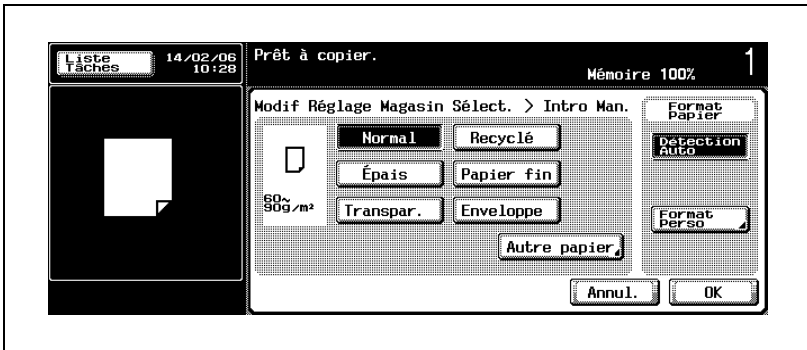 Liste
Tâches
14/02/06
10:28
Prêt à copier.
Mémoire 100%
1
Modif Réglage Magasin Sélect. > Intro Man.
Normal
Recyclé
Épais
Papier fin
60~
90g/m²
Transpar.
Enveloppe
Autre papier
Format
Papier
Détection
Auto
Format
Perso
Annul.
OK